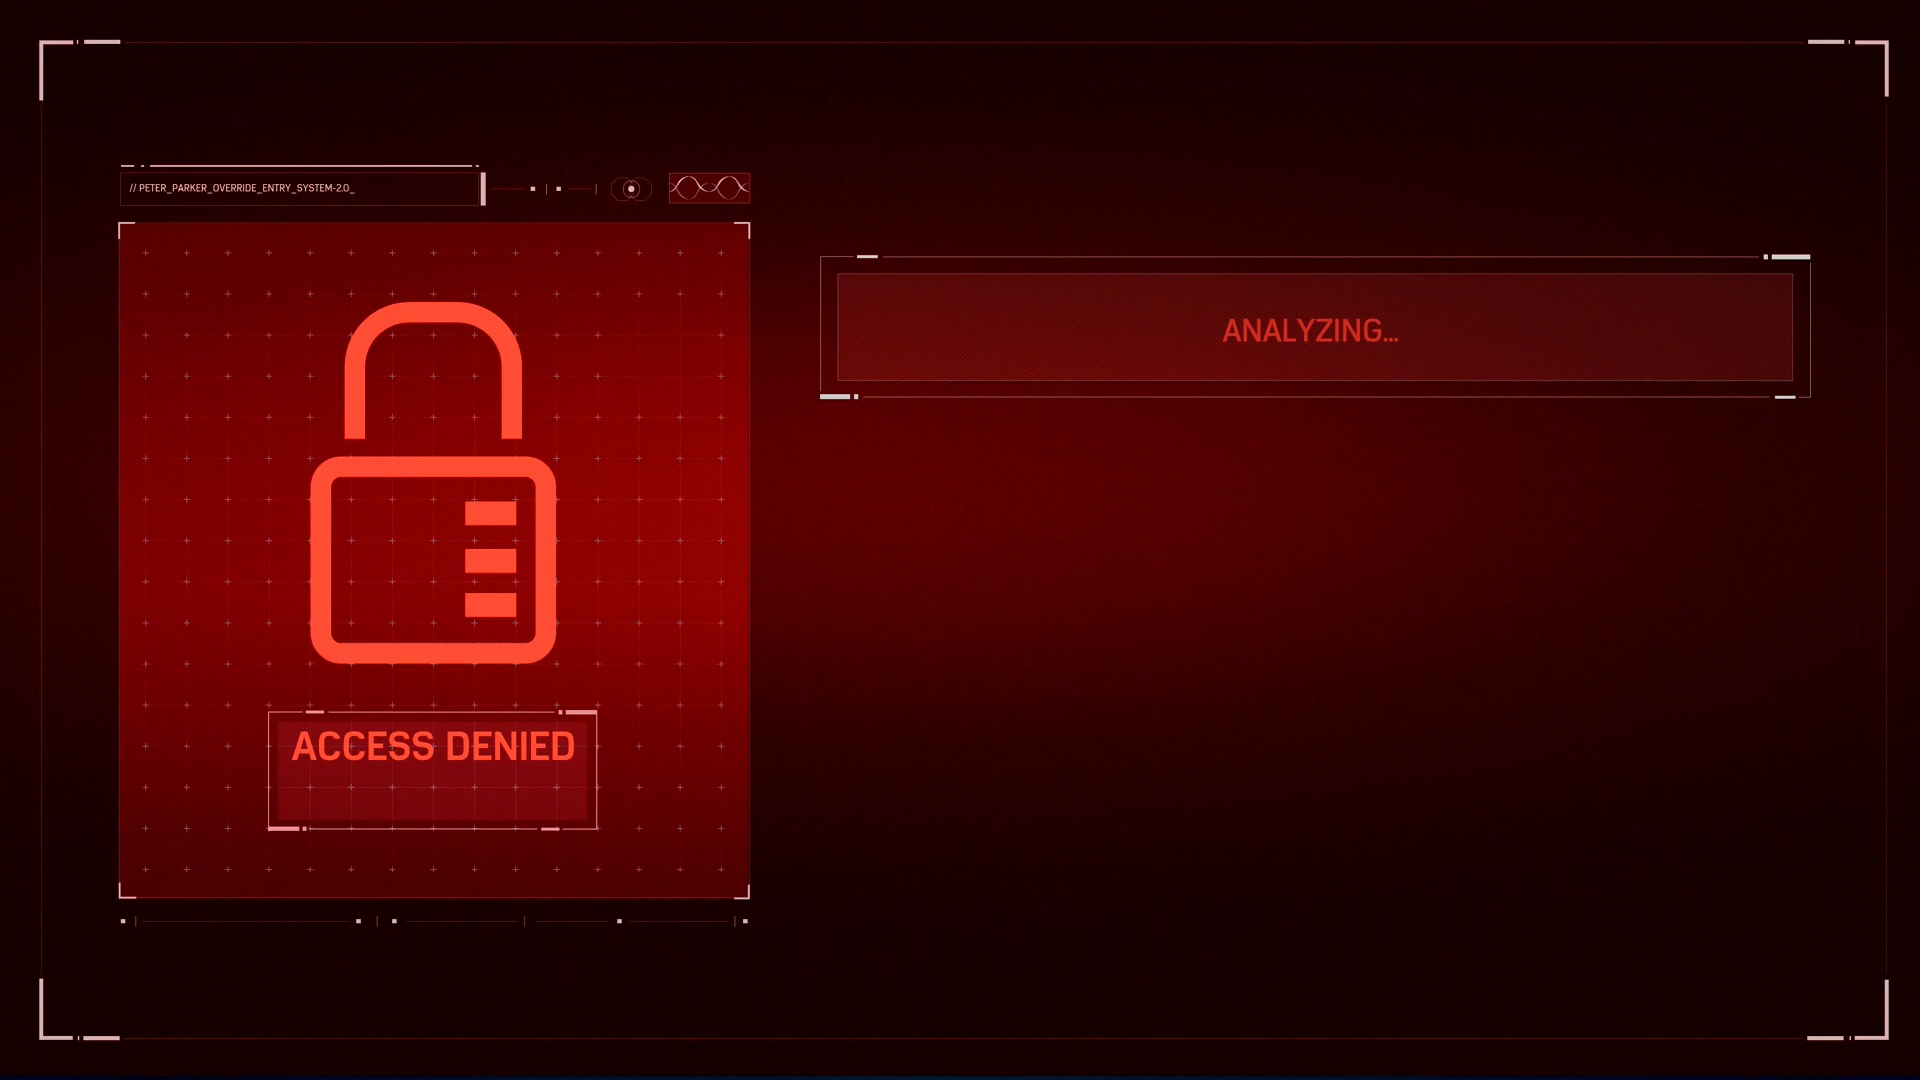 // PETER_PARKER_OVERRIDE_ENTRY_SYSTEM-2.0_
ANALYZING...
ACCESS DENIED